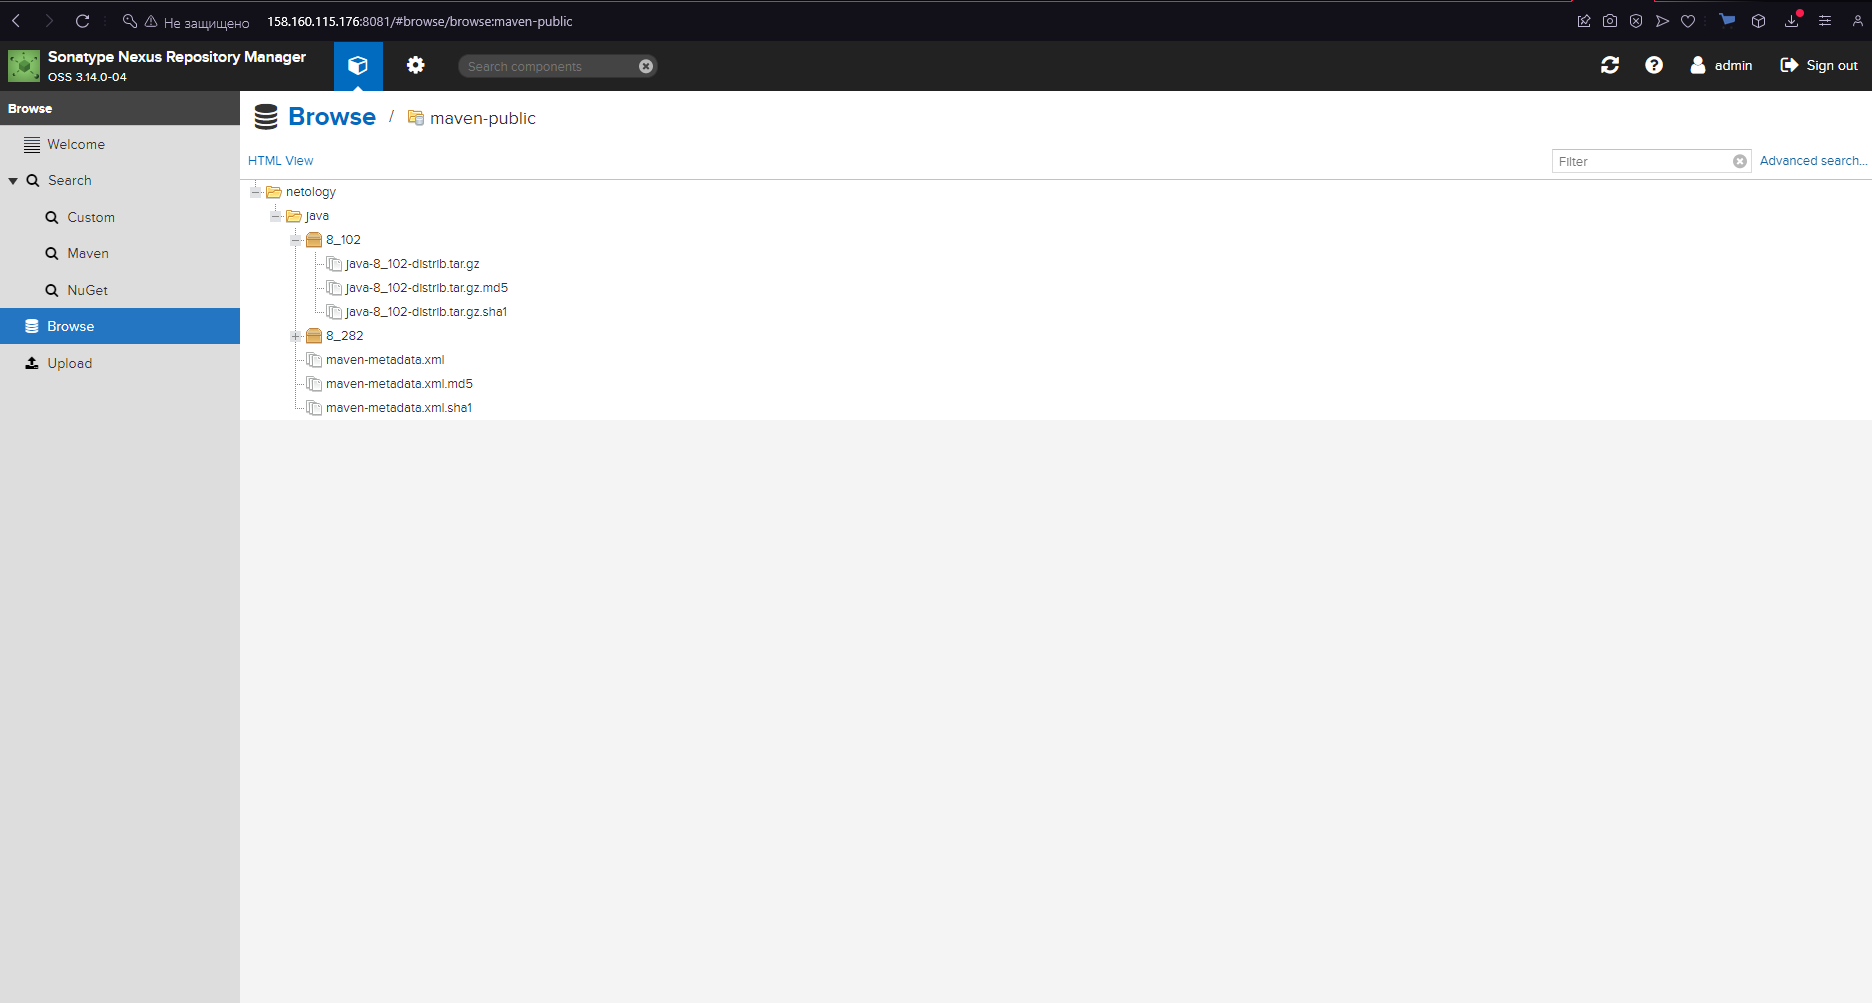 Не защищено 158.160.115.176:8081/#browse/browse:maven-public
Sonatype Nexus Repository Manager
OSS 3.14.0-04
Search components
admin
Sign out
Browse
Welcome
Search
Custom
Maven
NuGet
Browse
Upload
Browse / maven-public
HTML View
Filter
Advanced search...
netology
java
8_102
java-8_102-distrib.tar.gz
java-8_102-distrib.tar.gz.md5
java-8_102-distrib.tar.gz.sha1
8_282
maven-metadata.xml
maven-metadata.xml.md5
maven-metadata.xml.sha1